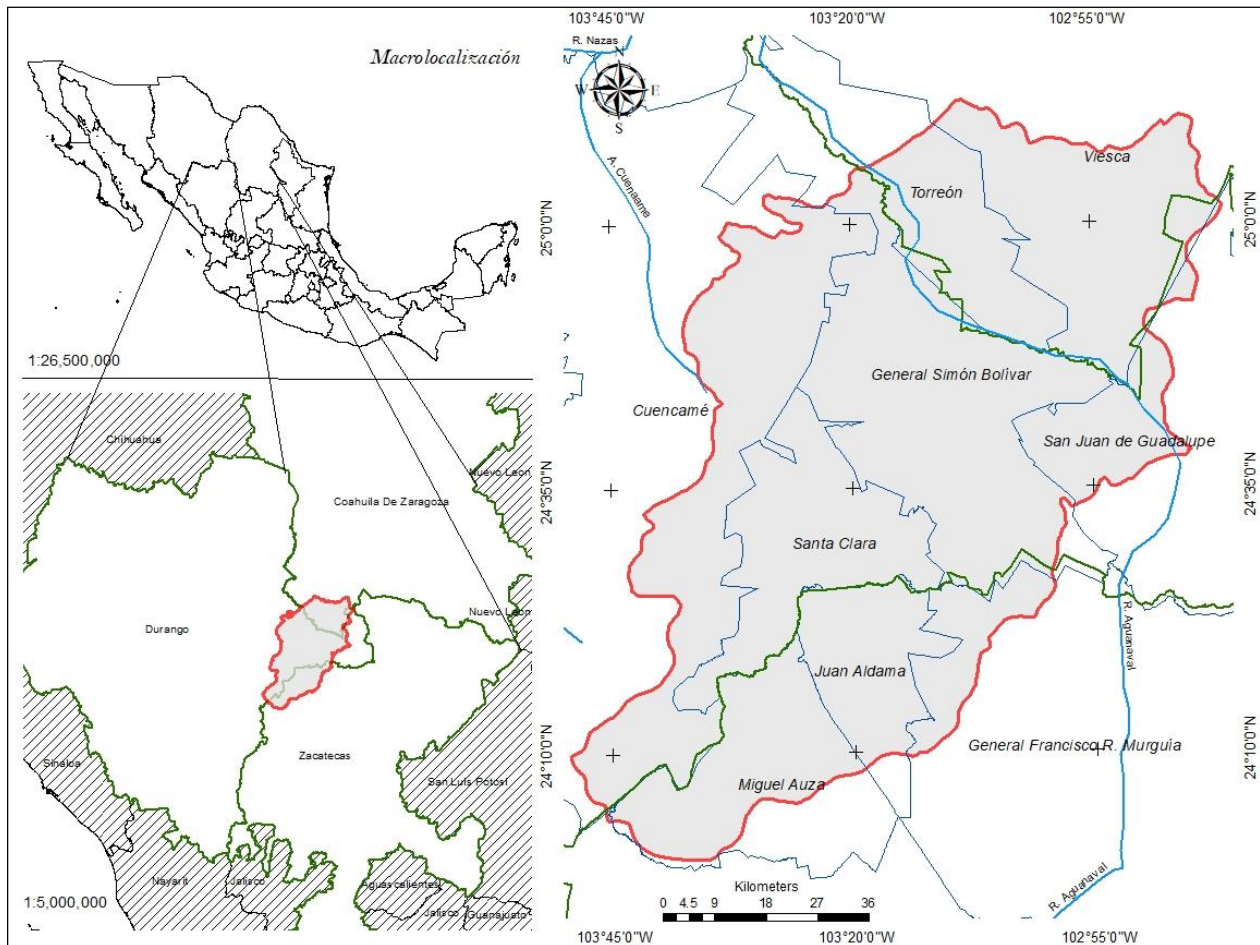 Macrolocalización
1:26,500,000
Chihuahua
Nuevo Leon
Coahuila De Zaragoza
Durango
Nuevo Leon
Zacatecas
Sinaloa
San Luis Potosí
Nayarit
Jalisco
Aguascalientes
Jalisco
Guanajuato
1:5,000,000
103°45'0"W
103°20'0"W
102°55'0"W
R. Nazas
N
W
E
S
A. Cuencame
Viesca
Torreón
25°0'0"N
25°0'0"N
General Simón Bolívar
Cuencamé
San Juan de Guadalupe
24°35'0"N
24°35'0"N
Santa Clara
R. Aguanaval
Juan Aldama
General Francisco R. Murguia
24°10'0"N
24°10'0"N
Miguel Auza
R. Aguanaval
Kilometers
0 4.5 9 18 27 36
103°45'0"W
103°20'0"W
102°55'0"W